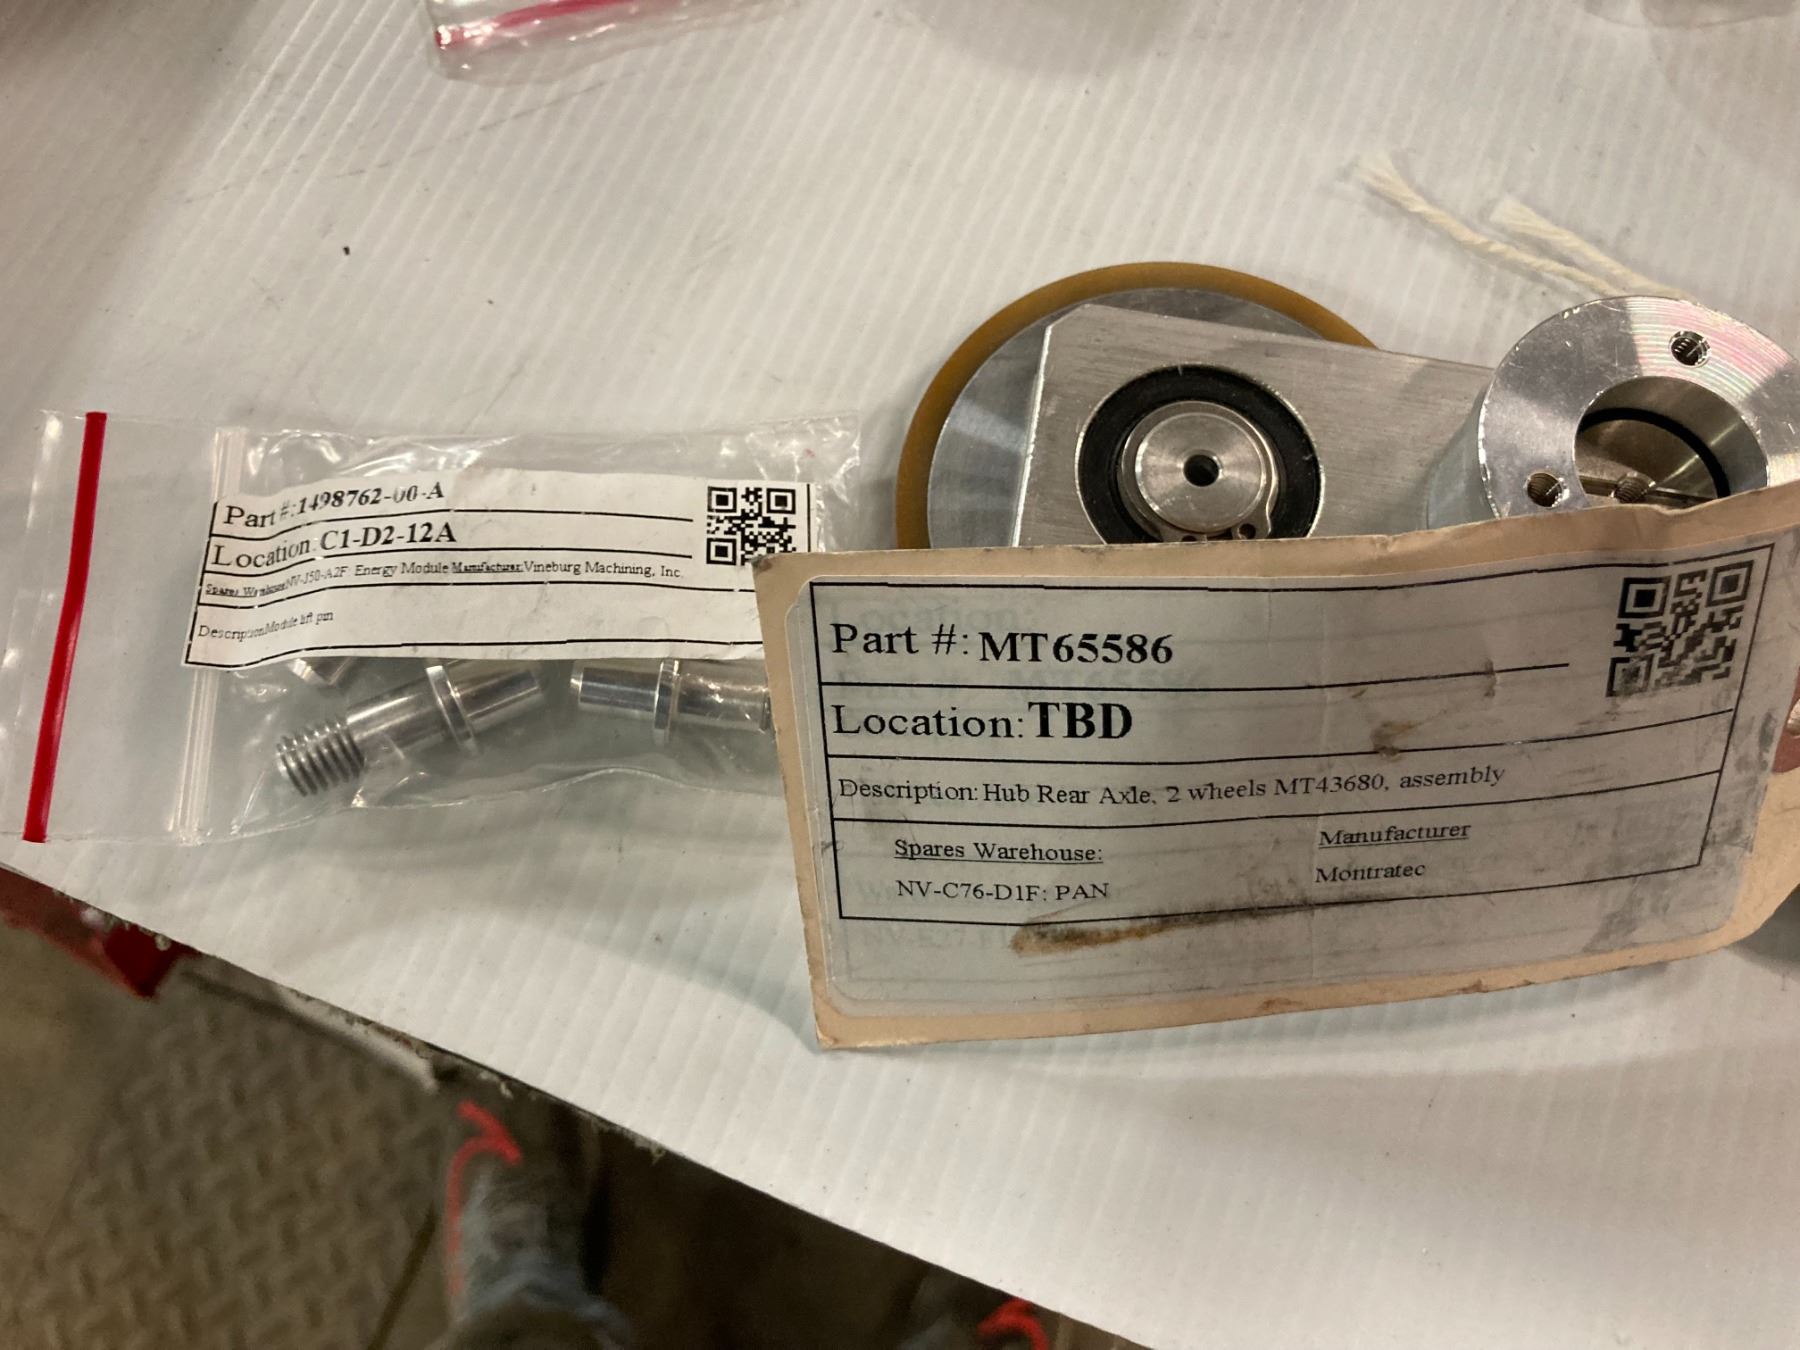 Part #:1498762-00-A
Location:C1-D2-12A
Spares Warehouse NV-J50-A2F: Energy Module Manufacturer: Vineburg Machining, Inc.
Description Module lift pin
Part #: MT65586
Location: TBD
Description: Hub Rear Axle, 2 wheels MT43680, assembly
Spares Warehouse: Manufacturer
NV-C76-D1F: PAN Montratec